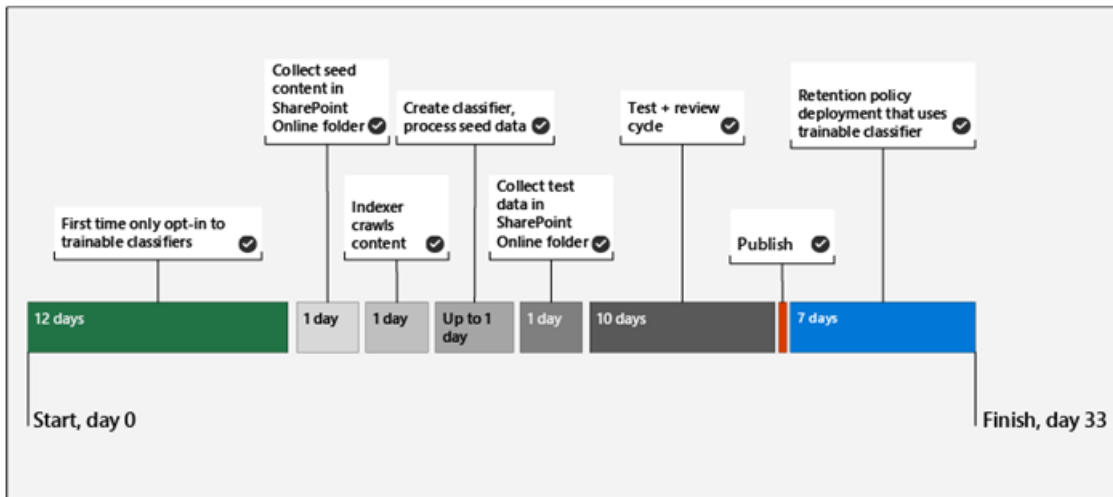 Collect seed
content in
SharePoint
Online folder
Create classifier,
process seed data
Test + review
cycle
Retention policy
deployment that uses
trainable classifier
First time only opt-in to
trainable classifiers
Indexer
crawls
content
Collect test
data in
SharePoint
Online folder
Publish
12 days
1 day
1 day
Up to 1
day
1 day
10 days
7 days
Start, day 0
Finish, day 33